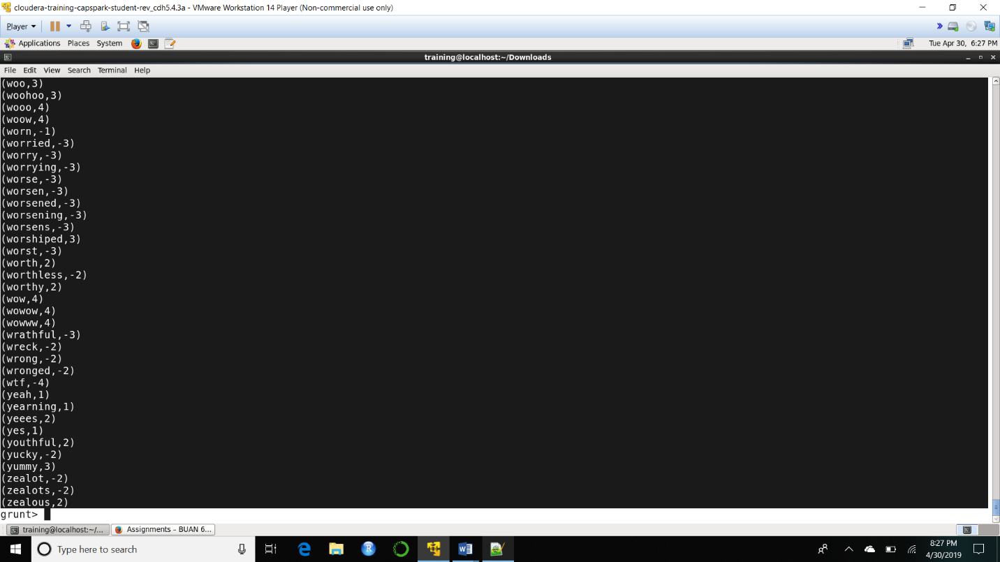 cloudera-training-capspark-student-rev_cdh5.4.3a - VMware Workstation 14 Player (Non-commercial use only)
Player
Applications Places System Tue Apr 30, 6:27 PM
training@localhost:~/Downloads
File Edit View Search Terminal Help
(woo,3)
(woohoo,3)
(wooo,4)
(woow,4)
(worn,-1)
(worried,-3)
(worry,-3)
(worrying,-3)
(worse,-3)
(worsen,-3)
(worsened,-3)
(worsening,-3)
(worsens,-3)
(worshiped,3)
(worst,-3)
(worth,2)
(worthless,-2)
(worthy,2)
(wow,4)
(wowow,4)
(wowww,4)
(wrathful,-3)
(wreck,-2)
(wrong,-2)
(wronged,-2)
(wtf,-4)
(yeah,1)
(yearning,1)
(yeees,2)
(yes,1)
(youthful,2)
(yucky,-2)
(yummy,3)
(zealot,-2)
(zealots,-2)
(zealous,2)
grunt>
training@localhost:~/... Assignments – BUAN 6...
Type here to search
8:27 PM
4/30/2019